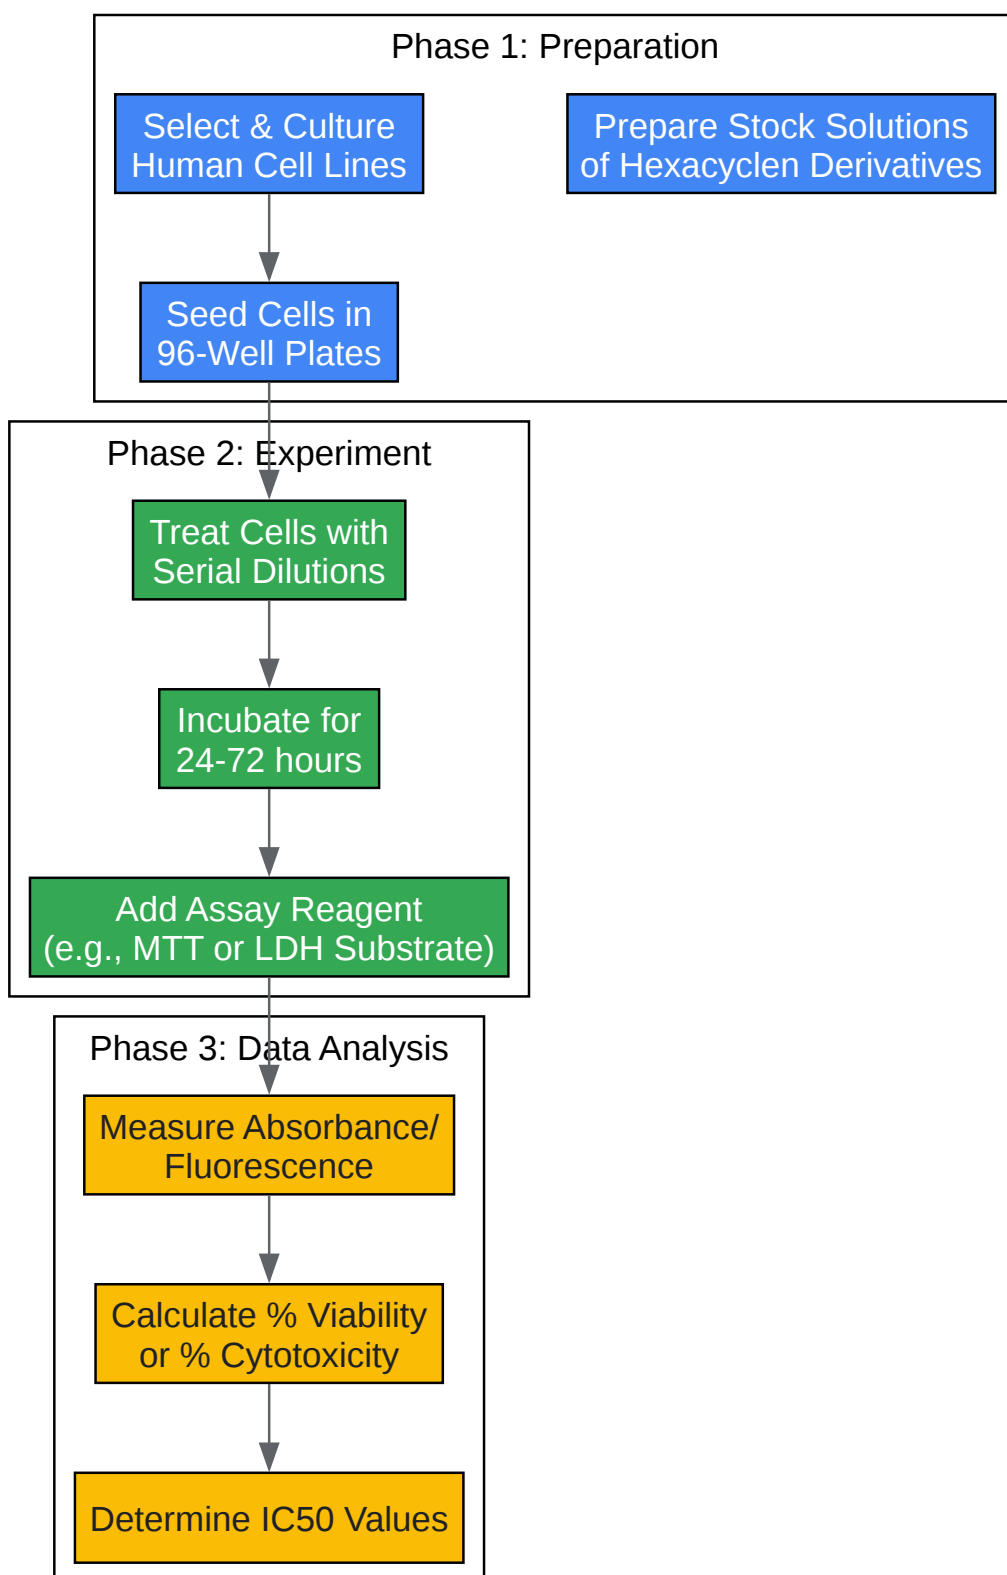 Phase 1: Preparation
Select & Culture
Human Cell Lines
Prepare Stock Solutions
of Hexacyclen Derivatives
Seed Cells in
96-Well Plates
Phase 2: Experiment
Treat Cells with
Serial Dilutions
Incubate for
24-72 hours
Add Assay Reagent
(e.g., MTT or LDH Substrate)
Phase 3: Data Analysis
Measure Absorbance/
Fluorescence
Calculate % Viability
or % Cytotoxicity
Determine IC50 Values